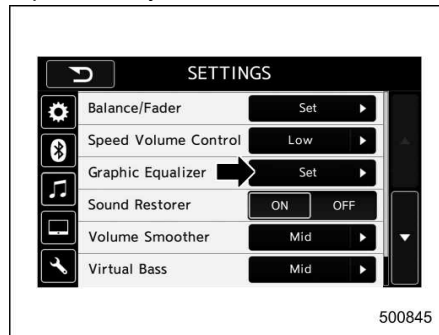 SETTINGS
Balance/Fader Set
Speed Volume Control Low
Graphic Equalizer Set
Sound Restorer ON OFF
Volume Smoother Mid
Virtual Bass Mid
500845